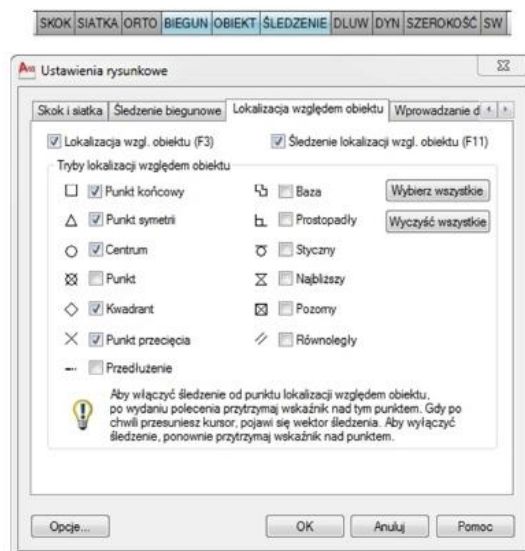 SKOK SIATKA ORTO BIEGUN OBIEKT ŚLEDZENIE DLUW DYN SZEROKOŚĆ SW
Ustawienia rysunkowe
Skok i siatka Śledzenie biegunowe Lokalizacja względem obiektu Wprowadzanie d
Lokalizacja wzgl. obiektu (F3) Śledzenie lokalizacji wzgl. obiektu (F11)
Tryby lokalizacji względem obiektu
Punkt końcowy Baza Wybierz wszystkie
Punkt symetrii Prostopadły Wyczyść wszystkie
Centrum Styczny
Punkt Najbliższy
Kwadrant Pozorny
Punkt przecięcia Równoległy
Przedłużenie
Aby włączyć śledzenie od punktu lokalizacji względem obiektu,
po wydaniu polecenia przytrzymaj wskaźnik nad tym punktem. Gdy po
chwili przesuniesz kursor, pojawi się wektor śledzenia. Aby wyłączyć
śledzenie, ponownie przytrzymaj wskaźnik nad punktem.
Opcje... OK Anuluj Pomoc